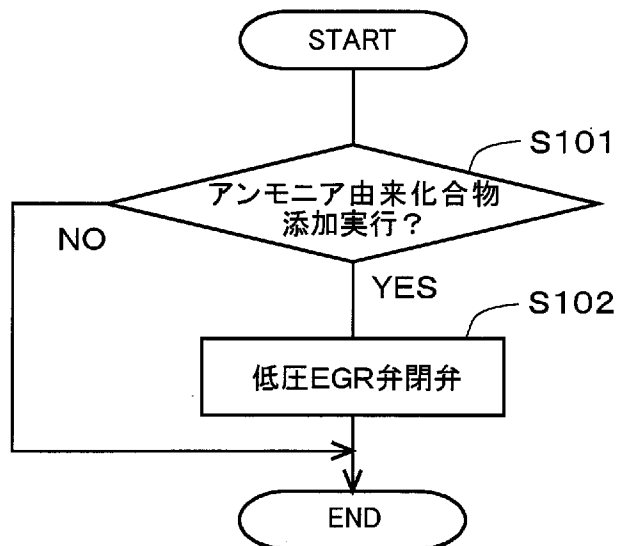 START
S101
アンモニア由来化合物
添加実行？
NO
YES
S102
低圧EGR弁閉弁
END